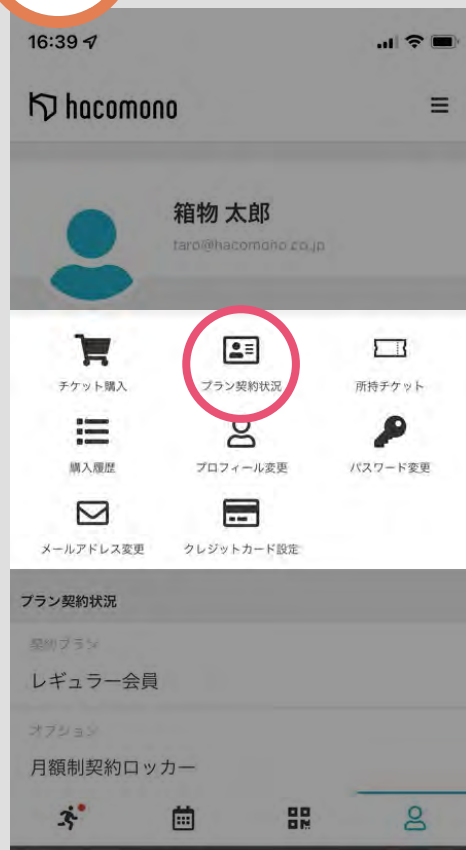 16:39
hacomono
箱物 太郎
taro@hacomono.co.jp
チケット購入
プラン契約状況
所持チケット
購入履歴
プロフィール変更
パスワード変更
メールアドレス変更
クレジットカード設定
プラン契約状況
契約プラン
レギュラー会員
オプション
月額制契約ロッカー